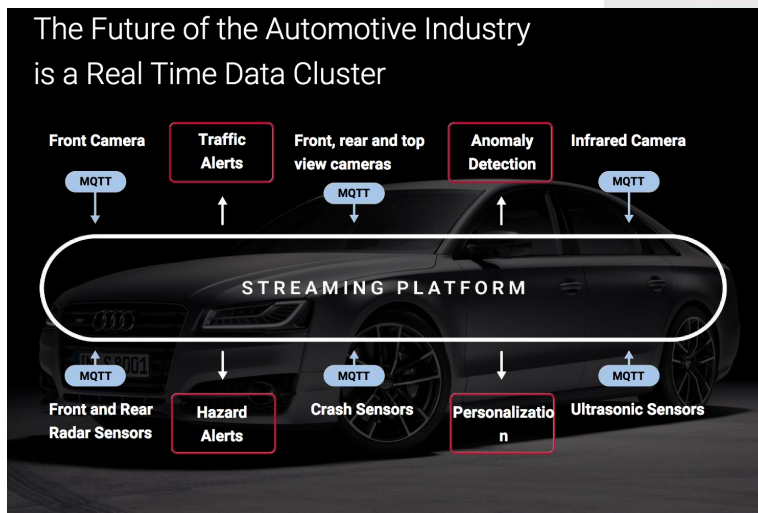 The Future of the Automotive Industry
is a Real Time Data Cluster
Front Camera
Traffic
Alerts
Front, rear and top
view cameras
Anomaly
Detection
Infrared Camera
MQTT
MQTT
MQTT
STREAMING PLATFORM
MQTT
MQTT
MQTT
Front and Rear
Radar Sensors
Hazard
Alerts
Crash Sensors
Personalizatio
n
Ultrasonic Sensors